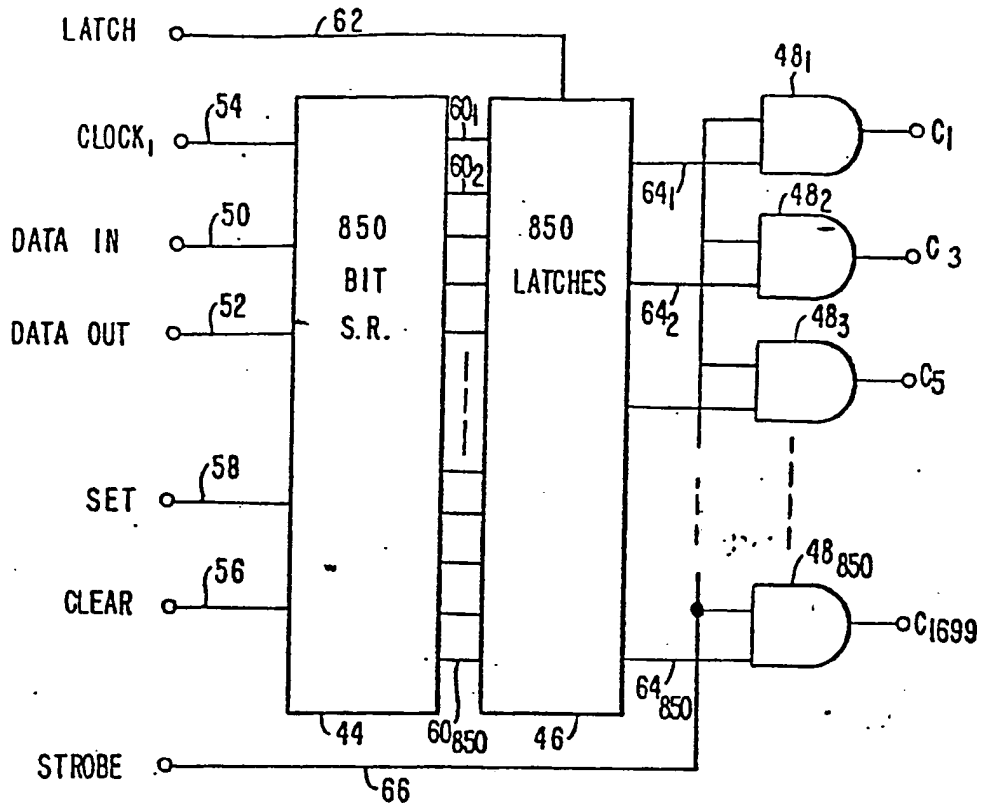 LATCH
62
48₁
54
CLOCK₁
60₁
C₁
60₂
64₁
50
DATA IN
850
BIT
S.R.
850
LATCHES
48₂
C₃
52
DATA OUT
64₂
48₃
C₅
58
SET
56
CLEAR
48₈₅₀
C₁₆₉₉
44
60₈₅₀
46
64₈₅₀
STROBE
66